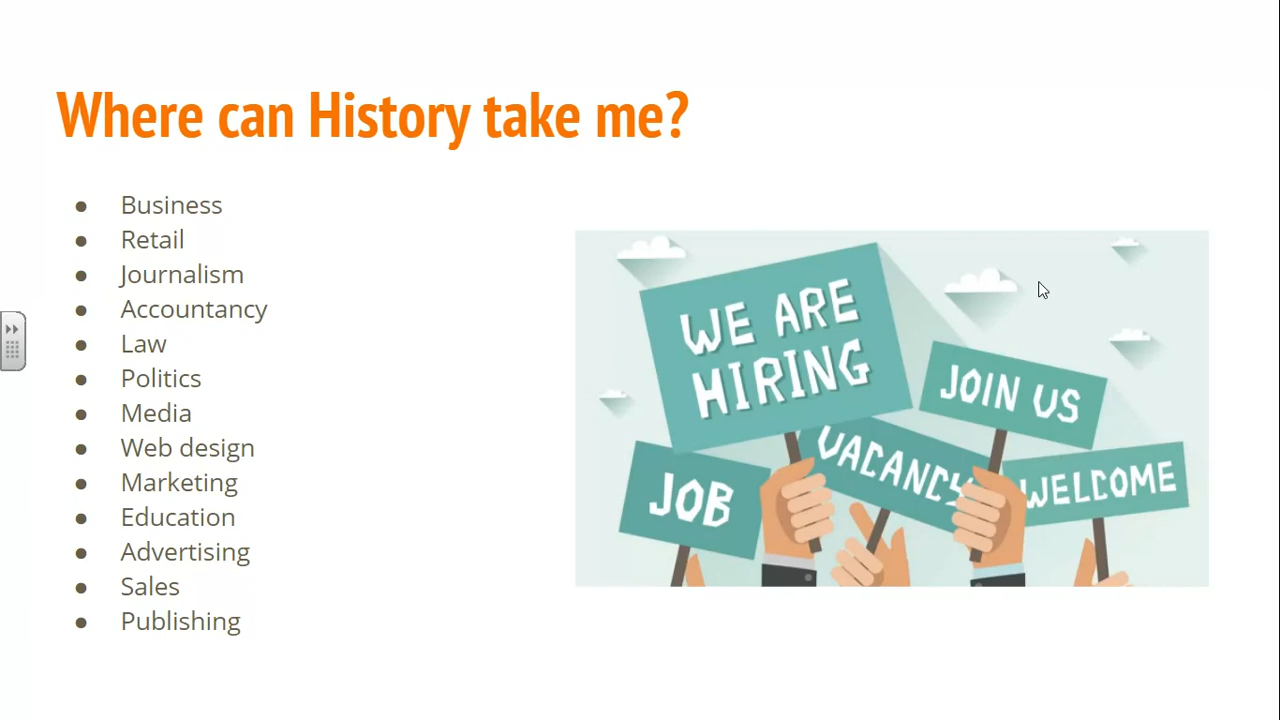 Where can History take me?
● Business
● Retail
● Journalism
● Accountancy
● Law
● Politics
● Media
● Web design
● Marketing
● Education
● Advertising
● Sales
● Publishing
WE ARE
HIRING
JOIN US
VACANCY
JOB
WELCOME